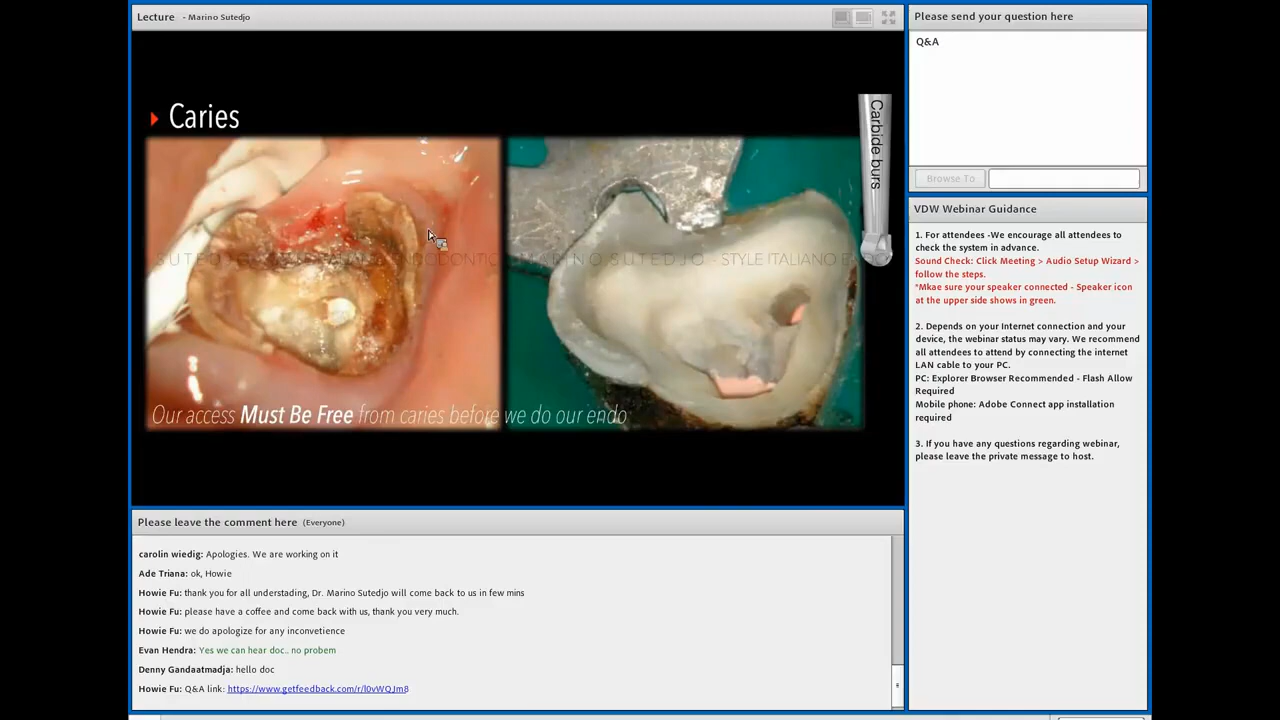 Lecture - Marino Sutedjo
Caries
Carbide burs
Our access Must Be Free from caries before we do our endo
Please leave the comment here (Everyone)
carolin wiedig: Apologies. We are working on it
Ade Triana: ok, Howie
Howie Fu: thank you for all understading, Dr. Marino Sutedjo will come back to us in few mins
Howie Fu: please have a coffee and come back with us, thank you very much.
Howie Fu: we do apologize for any inconvetience
Evan Hendra: Yes we can hear doc.. no probem
Denny Gandaatmadja: hello doc
Howie Fu: Q&A link: https://www.getfeedback.com/r/l0vWQJm8
Please send your question here
Q&A
Browse To
VDW Webinar Guidance
1. For attendees -We encourage all attendees to
check the system in advance.
Sound Check: Click Meeting > Audio Setup Wizard >
follow the steps.
*Mkae sure your speaker connected - Speaker icon
at the upper side shows in green.
2. Depends on your Internet connection and your
device, the webinar status may vary. We recommend
all attendees to attend by connecting the internet
LAN cable to your PC.
PC: Explorer Browser Recommended - Flash Allow
Required
Mobile phone: Adobe Connect app installation
required
3. If you have any questions regarding webinar,
please leave the private message to host.